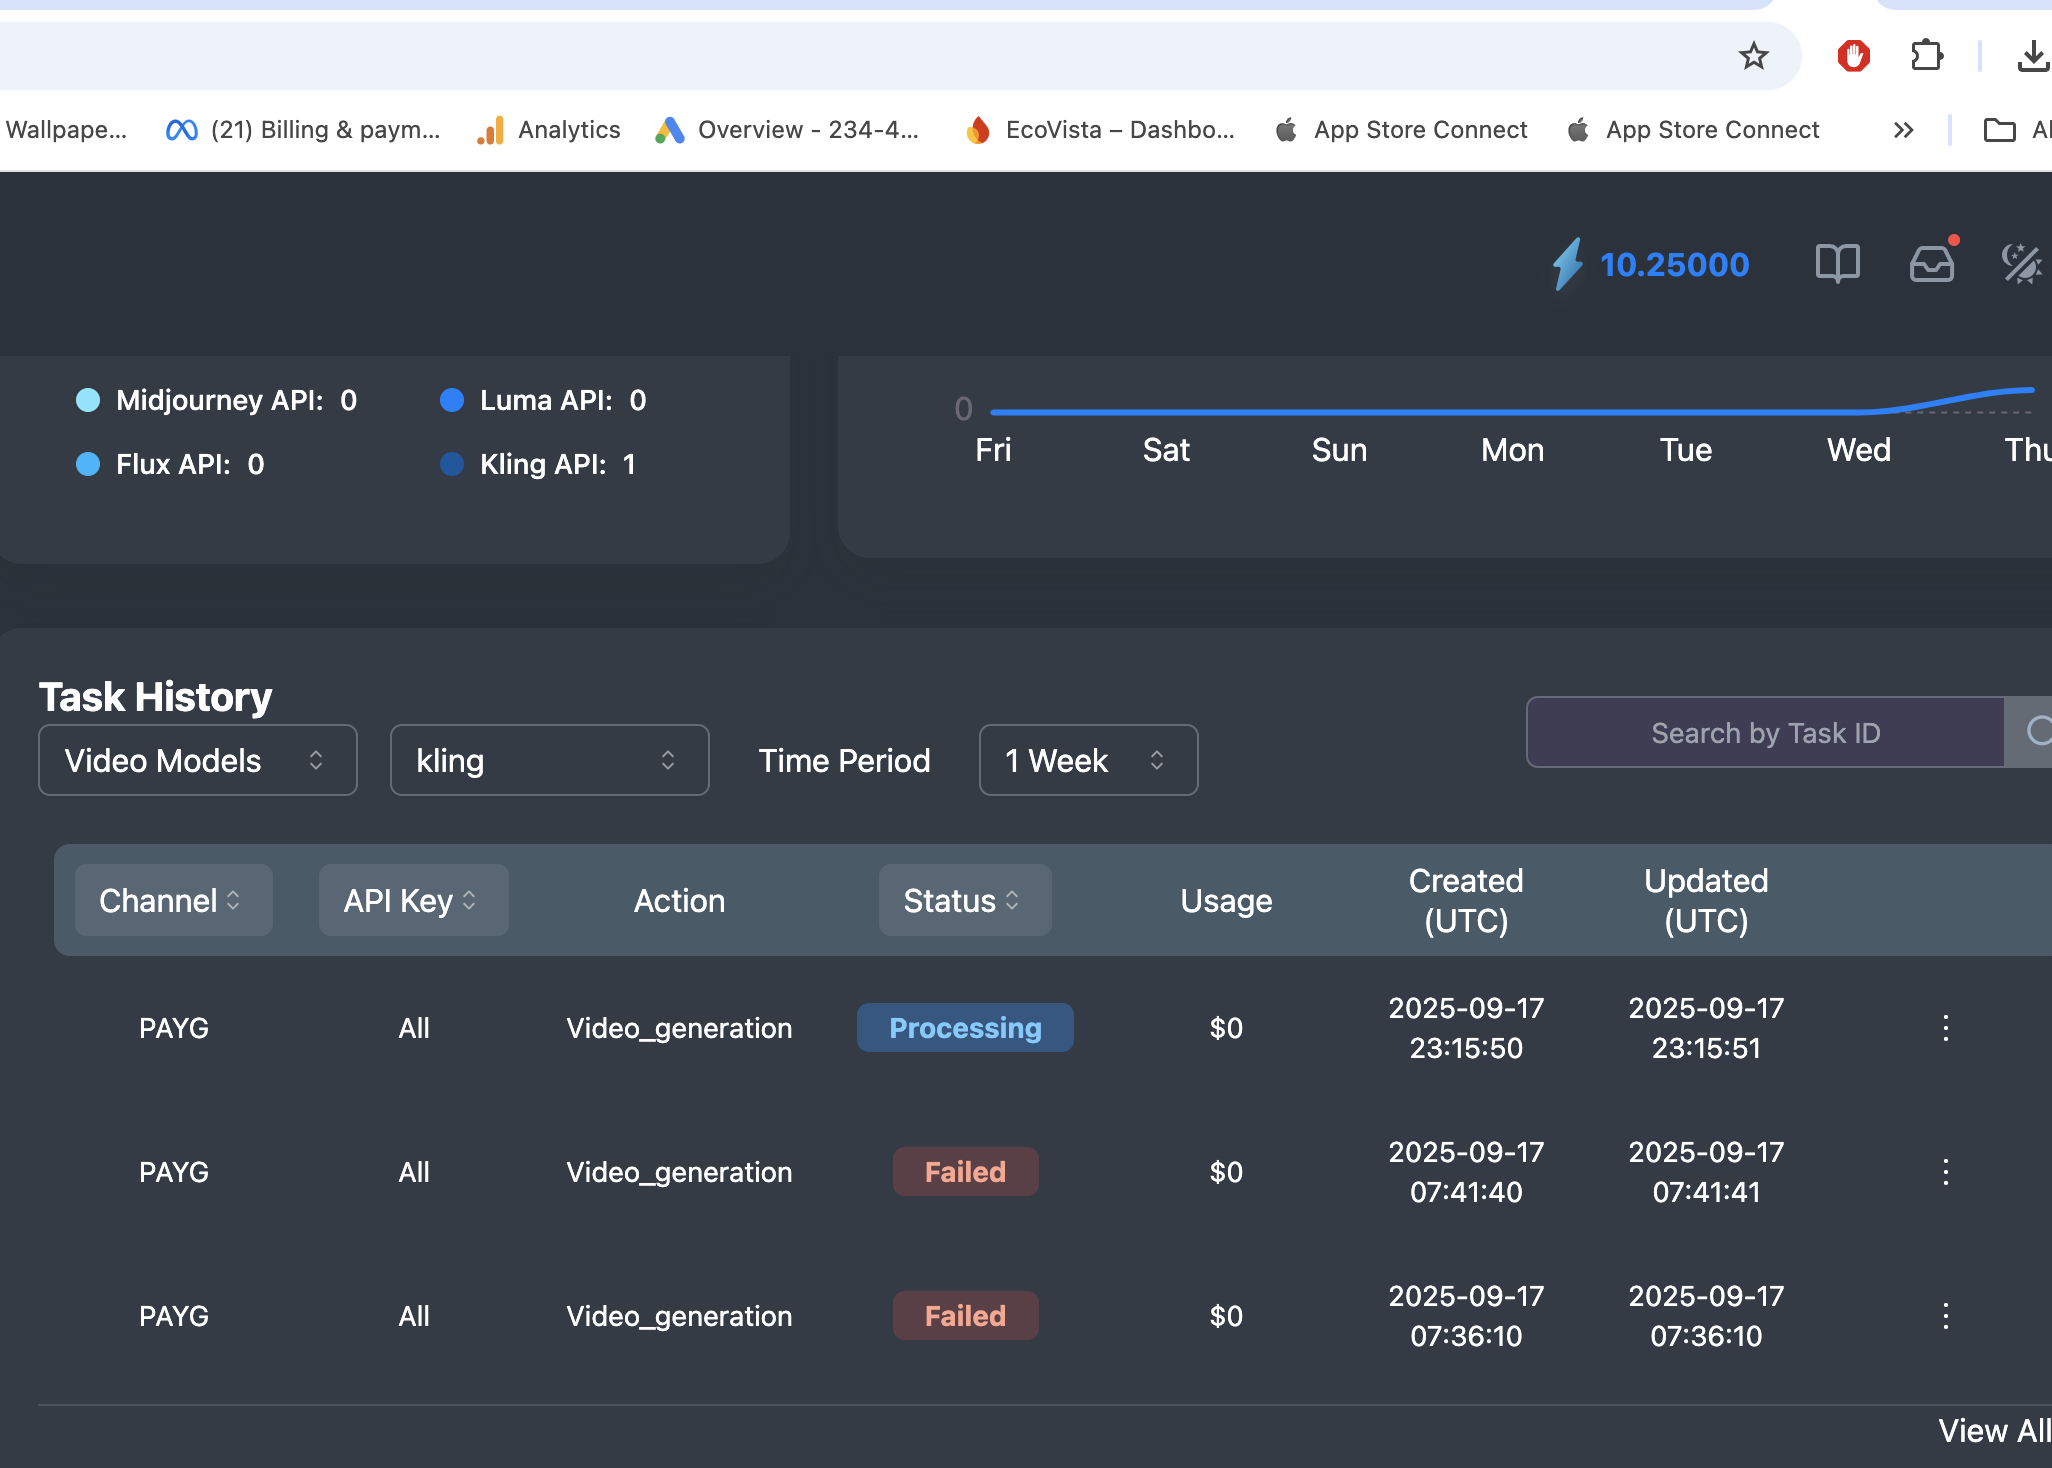 Wallpape...
(21) Billing & paym...
Analytics
Overview - 234-4...
EcoVista – Dashbo...
App Store Connect
App Store Connect
10.25000
Midjourney API: 0
Luma API: 0
Flux API: 0
Kling API: 1
0
Fri Sat Sun Mon Tue Wed Thu
Task History
Video Models
kling
Time Period
1 Week
Search by Task ID
Channel API Key Action Status Usage Created (UTC) Updated (UTC)
PAYG All Video_generation Processing $0 2025-09-17 23:15:50 2025-09-17 23:15:51
PAYG All Video_generation Failed $0 2025-09-17 07:41:40 2025-09-17 07:41:41
PAYG All Video_generation Failed $0 2025-09-17 07:36:10 2025-09-17 07:36:10
View All